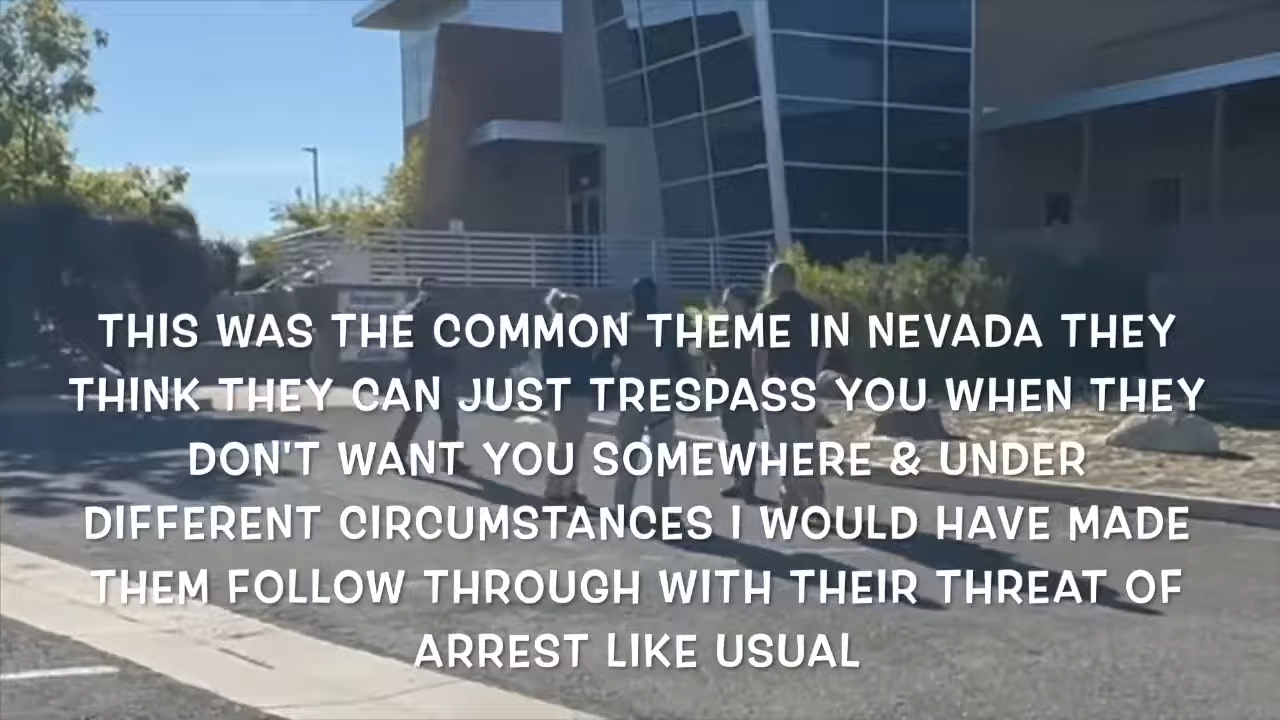 THIS WAS THE COMMON THEME IN NEVADA THEY
THINK THEY CAN JUST TRESPASS YOU WHEN THEY
DON'T WANT YOU SOMEWHERE & UNDER
DIFFERENT CIRCUMSTANCES I WOULD HAVE MADE
THEM FOLLOW THROUGH WITH THEIR THREAT OF
ARREST LIKE USUAL